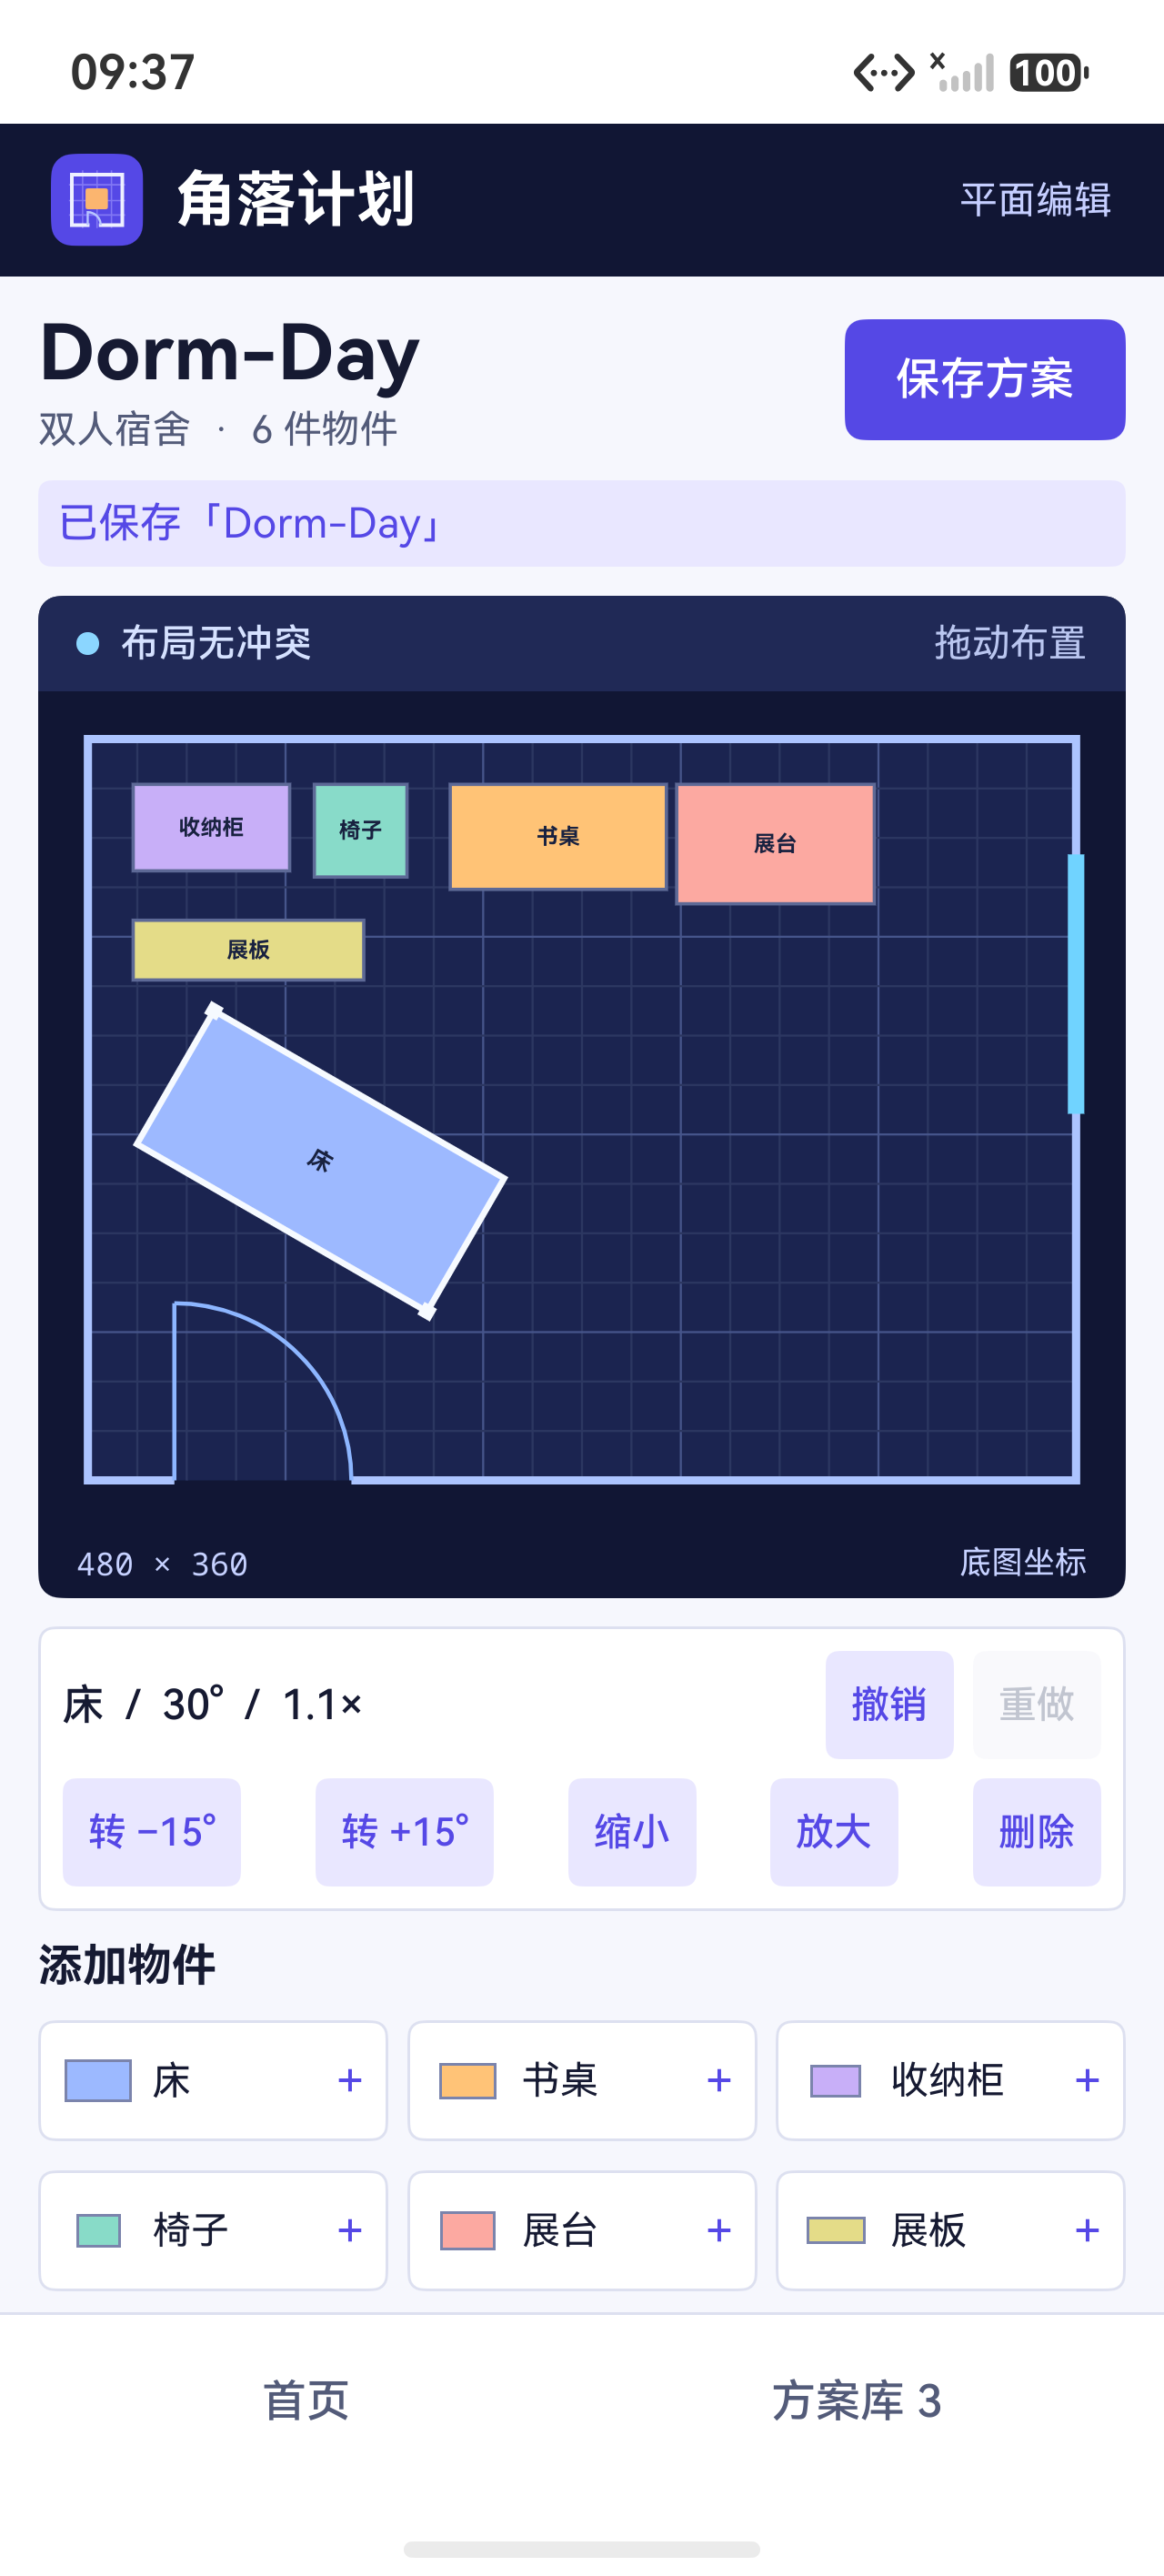 09:37
100
角落计划
平面编辑
Dorm-Day
保存方案
双人宿舍 · 6 件物件
已保存「Dorm-Day」
布局无冲突
拖动布置
收纳柜
椅子
书桌
展台
展板
床
480 × 360
底图坐标
床 / 30° / 1.1×
撤销
重做
转 −15°
转 +15°
缩小
放大
删除
添加物件
床 +
书桌 +
收纳柜 +
椅子 +
展台 +
展板 +
首页
方案库 3